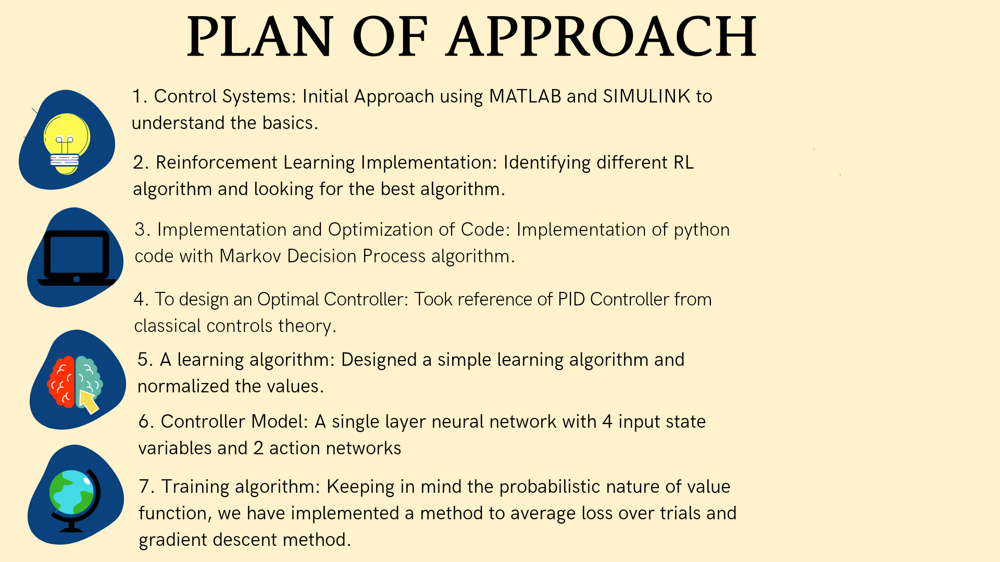 PLAN OF APPROACH
1. Control Systems: Initial Approach using MATLAB and SIMULINK to
understand the basics.
2. Reinforcement Learning Implementation: Identifying different RL
algorithm and looking for the best algorithm.
3. Implementation and Optimization of Code: Implementation of python
code with Markov Decision Process algorithm.
4. To design an Optimal Controller: Took reference of PID Controller from
classical controls theory.
5. A learning algorithm: Designed a simple learning algorithm and
normalized the values.
6. Controller Model: A single layer neural network with 4 input state
variables and 2 action networks
7. Training algorithm: Keeping in mind the probabilistic nature of value
function, we have implemented a method to average loss over trials and
gradient descent method.